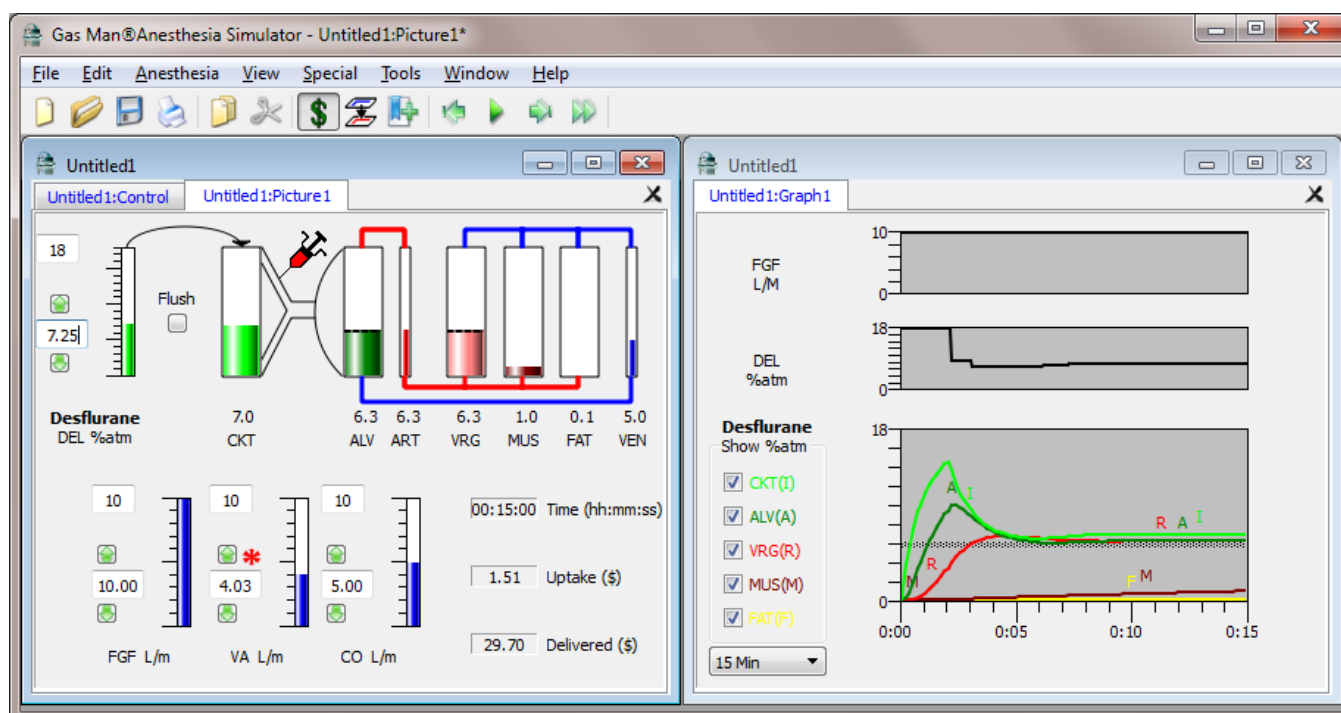 Gas Man®Anesthesia Simulator - Untitled1:Picture1*
File Edit Anesthesia View Special Tools Window Help
$
Untitled1
Untitled1:Control Untitled1:Picture1
18
7.25
Flush
Desflurane
DEL %atm
7.0 6.3 6.3 6.3 1.0 0.1 5.0
CKT ALV ART VRG MUS FAT VEN
10 10 10
10.00 4.03 5.00
FGF L/m VA L/m CO L/m
00:15:00 Time (hh:mm:ss)
1.51 Uptake ($)
29.70 Delivered ($)
Untitled1
Untitled1:Graph1
FGF
L/M
10
0
DEL
%atm
18
0
Desflurane
Show %atm
CKT(I)
ALV(A)
VRG(R)
MUS(M)
FAT(F)
15 Min
18
0
A I
R
M
R A I
F M
0:00 0:05 0:10 0:15